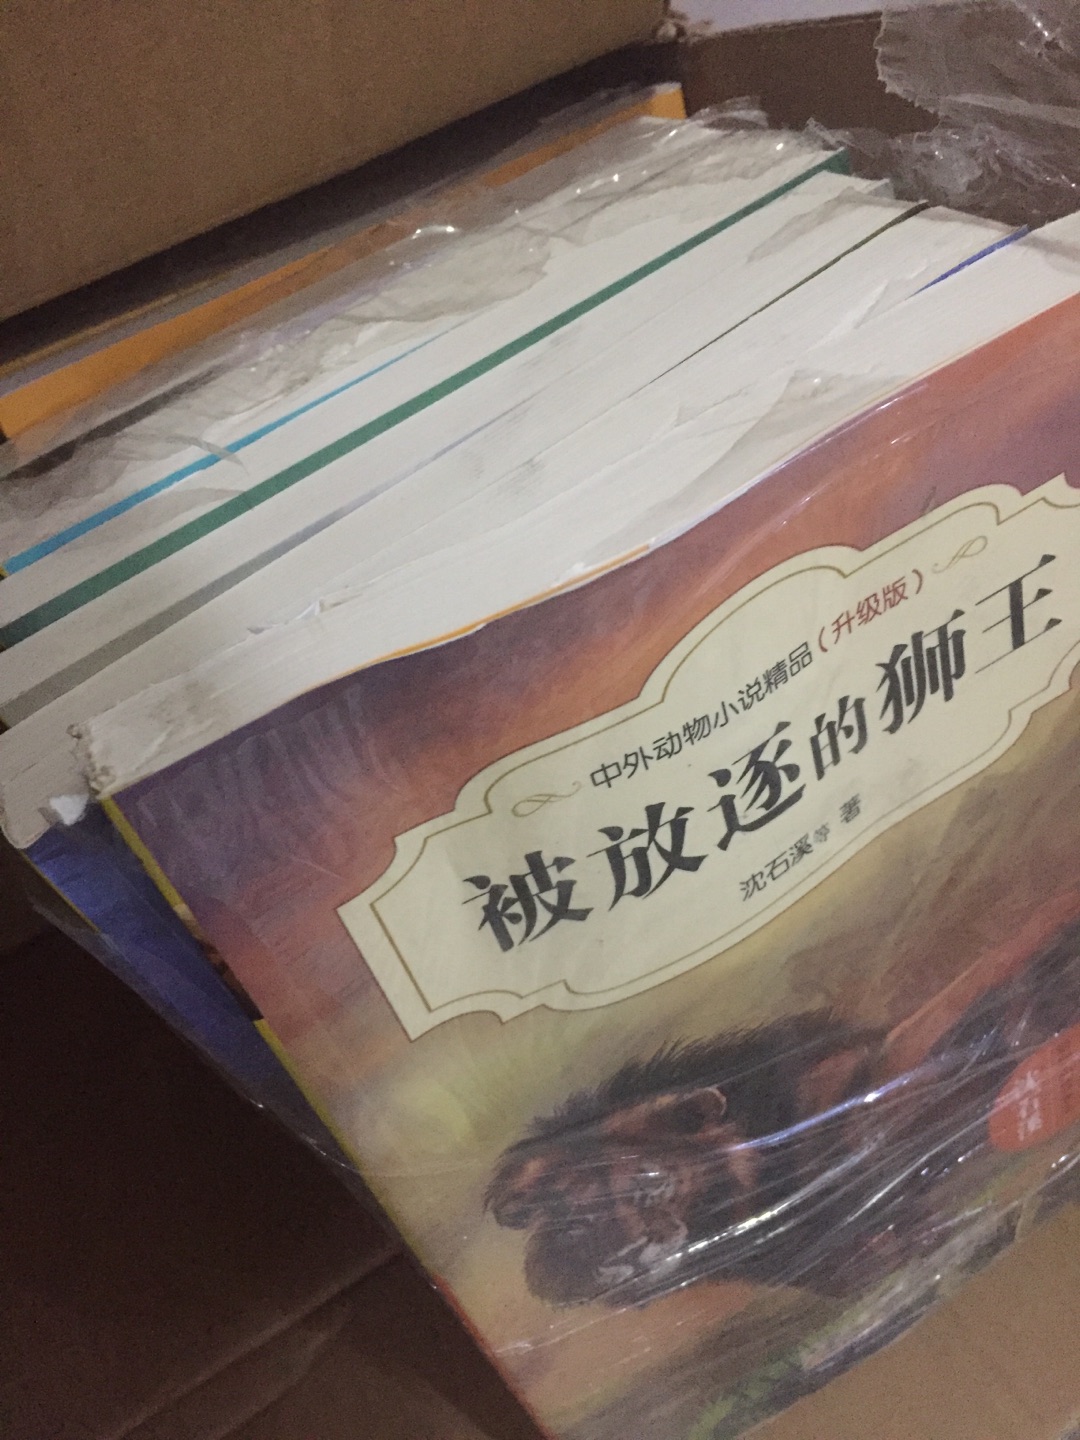 中外动物小说精品（升级版）
被放逐的狮王
沈石溪等 著